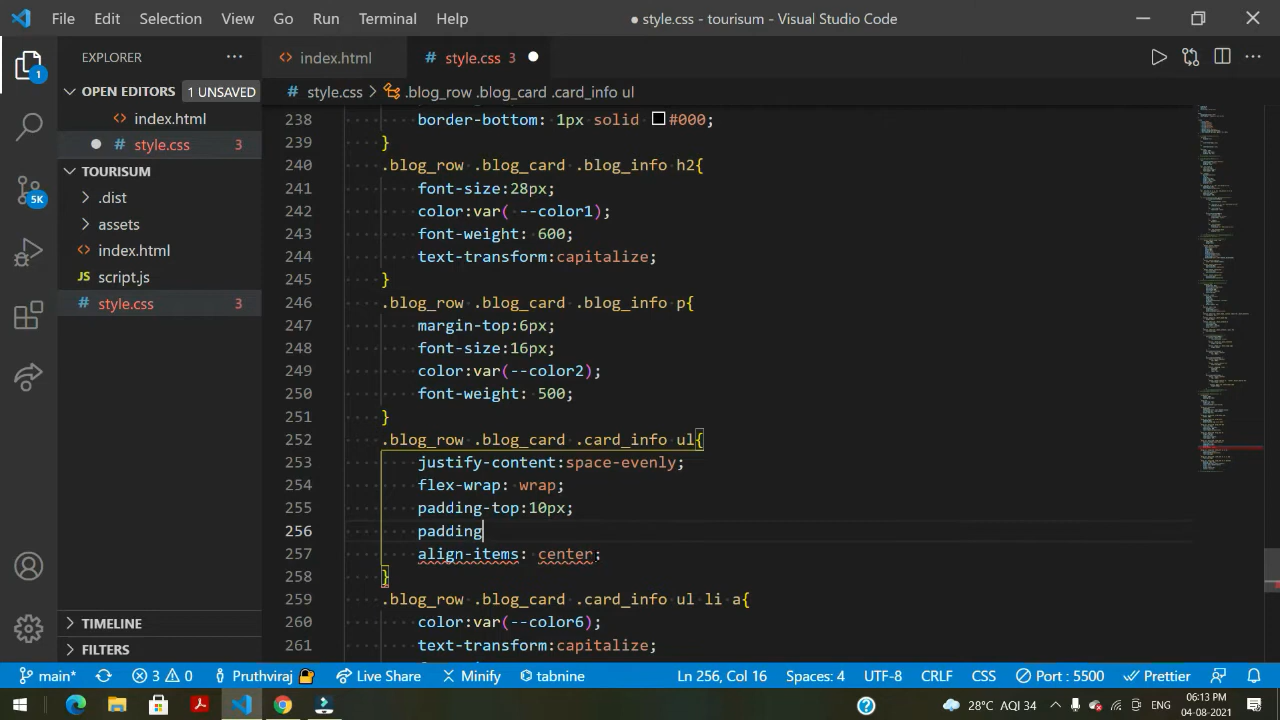 File Edit Selection View Go Run Terminal Help ● style.css - tourisum - Visual Studio Code
EXPLORER ··· index.html # style.css 3
OPEN EDITORS 1 UNSAVED # style.css > .blog_row .blog_card .card_info ul
index.html
# style.css 3
TOURISUM
.dist
assets
index.html
JS script.js
# style.css 3
TIMELINE
FILTERS
1
5K
238 border-bottom: 1px solid #000;
239 }
240 .blog_row .blog_card .blog_info h2{
241 font-size:28px;
242 color:var( --color1);
243 font-weight 600;
244 text-transform:capitalize;
245 }
246 .blog_row .blog_card .blog_info p{
247 margin-top:
248 font-size:
249 color:var(--color2);
250 font-weight: 500;
251 }
252 .blog_row .blog_card .card_info ul{
253 justify-content:space-evenly;
254 flex-wrap: wrap;
255 padding-top:10px;
256 padding
257 align-items: center;
258 }
259 .blog_row .blog_card .card_info ul li a{
260 color:var(--color6);
261 text-transform:capitalize;
main* 3 0 Pruthviraj Live Share Minify tabnine Ln 256, Col 16 Spaces: 4 UTF-8 CRLF CSS Port : 5500 Prettier
28°C AQI 34 ENG 06:13 PM
04-08-2021